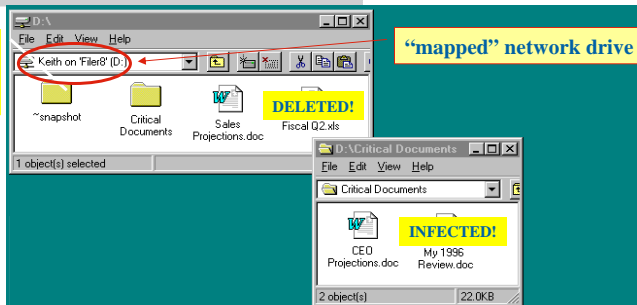 D:\
File Edit View Help
Keith on 'Filer8' (D:)
“mapped” network drive
~snapshot
Critical
Documents
Sales
Projections.doc
DELETED!
Fiscal Q2.xls
1 object(s) selected
D:\Critical Documents
File Edit View Help
Critical Documents
CEO
Projections.doc
INFECTED!
My 1996
Review.doc
2 object(s)
22.0KB